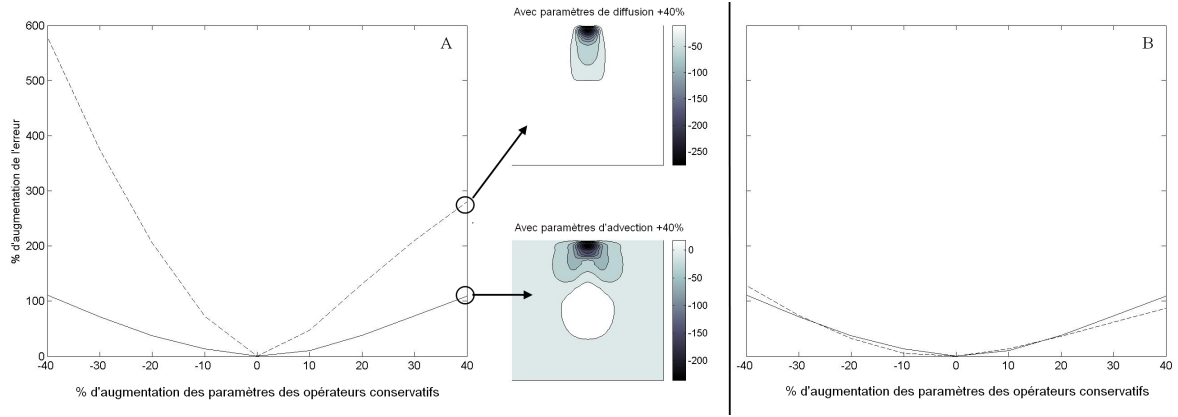 600
500
400
300
200
100
0
% d'augmentation de l'erreur
A
-40 -30 -20 -10 0 10 20 30 40
% d'augmentation des paramètres des opérateurs conservatifs
Avec paramètres de diffusion +40%
-50
-100
-150
-200
-250
Avec paramètres d'advection +40%
0
-50
-100
-150
-200
B
-40 -30 -20 -10 0 10 20 30 40
% d'augmentation des paramètres des opérateurs conservatifs